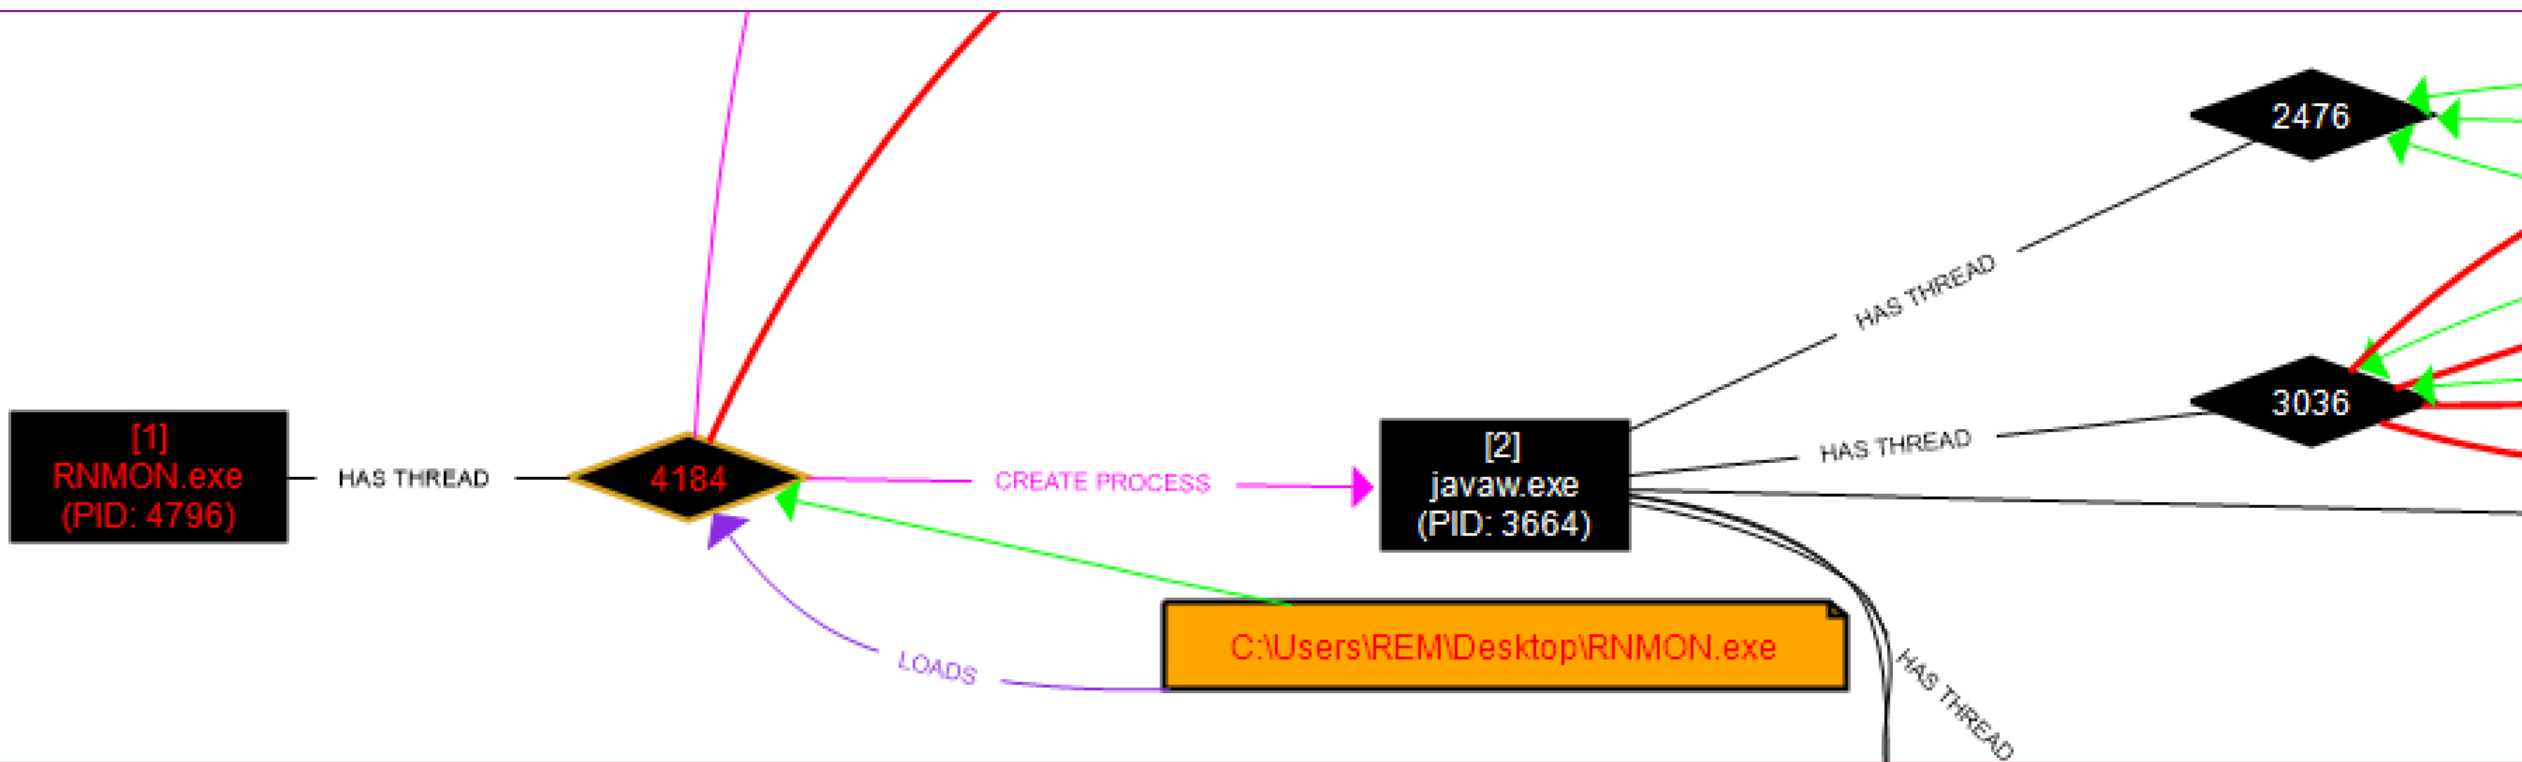 2476
HAS THREAD
[1]
RNMON.exe
(PID: 4796)
HAS THREAD
4184
CREATE PROCESS
[2]
javaw.exe
(PID: 3664)
HAS THREAD
3036
C:\Users\REM\Desktop\RNMON.exe
LOADS
HAS THREAD